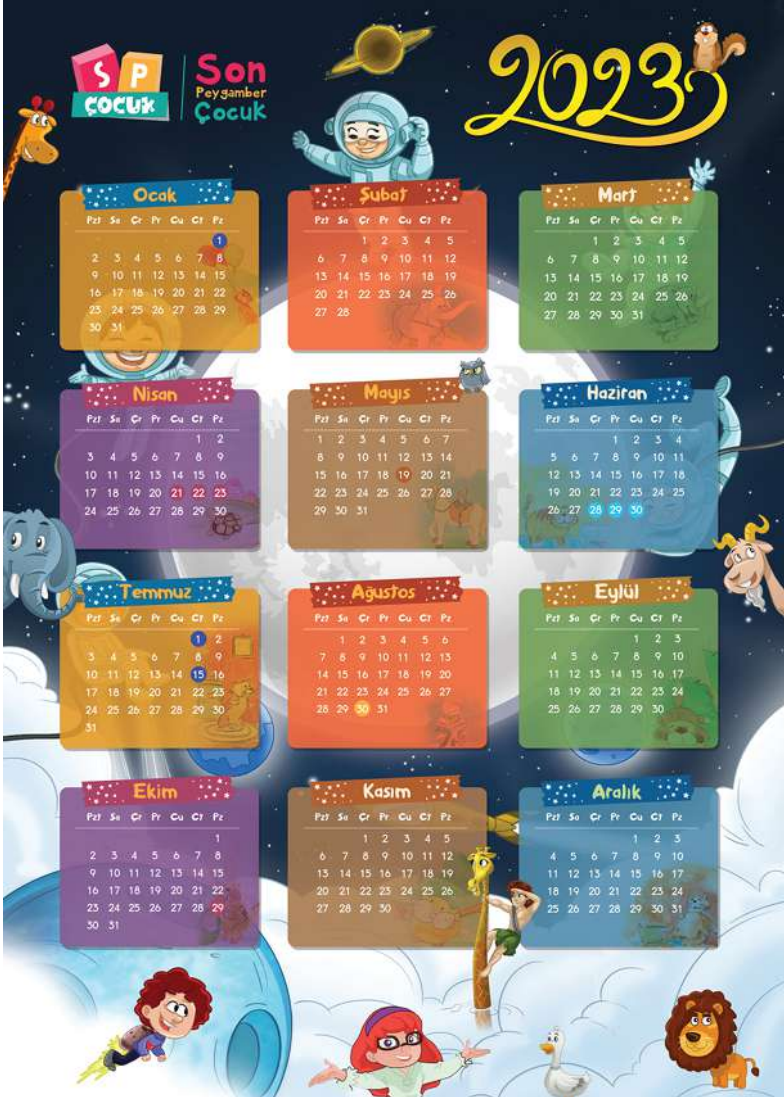 SP
ÇOCUK
Son
Peygamber
Çocuk
2023
Ocak
Pzt Sa Çr Pr Cu Ct Pz
1
2 3 4 5 6 7 8
9 10 11 12 13 14 15
16 17 18 19 20 21 22
23 24 25 26 27 28 29
30 31
Şubat
Pzt Sa Çr Pr Cu Ct Pz
1 2 3 4 5
6 7 8 9 10 11 12
13 14 15 16 17 18 19
20 21 22 23 24 25 26
27 28
Mart
Pzt Sa Çr Pr Cu Ct Pz
1 2 3 4 5
6 7 8 9 10 11 12
13 14 15 16 17 18 19
20 21 22 23 24 25 26
27 28 29 30 31
Nisan
Pzt Sa Çr Pr Cu Ct Pz
1 2
3 4 5 6 7 8 9
10 11 12 13 14 15 16
17 18 19 20 21 22 23
24 25 26 27 28 29 30
Mayıs
Pzt Sa Çr Pr Cu Ct Pz
1 2 3 4 5 6 7
8 9 10 11 12 13 14
15 16 17 18 19 20 21
22 23 24 25 26 27 28
29 30 31
Haziran
Pzt Sa Çr Pr Cu Ct Pz
1 2 3 4
5 6 7 8 9 10 11
12 13 14 15 16 17 18
19 20 21 22 23 24 25
26 27 28 29 30
Temmuz
Pzt Sa Çr Pr Cu Ct Pz
1 2
3 4 5 6 7 8 9
10 11 12 13 14 15 16
17 18 19 20 21 22 23
24 25 26 27 28 29 30
31
Ağustos
Pzt Sa Çr Pr Cu Ct Pz
1 2 3 4 5 6
7 8 9 10 11 12 13
14 15 16 17 18 19 20
21 22 23 24 25 26 27
28 29 30 31
Eylül
Pzt Sa Çr Pr Cu Ct Pz
1 2 3
4 5 6 7 8 9 10
11 12 13 14 15 16 17
18 19 20 21 22 23 24
25 26 27 28 29 30
Ekim
Pzt Sa Çr Pr Cu Ct Pz
1
2 3 4 5 6 7 8
9 10 11 12 13 14 15
16 17 18 19 20 21 22
23 24 25 26 27 28 29
30 31
Kasım
Pzt Sa Çr Pr Cu Ct Pz
1 2 3 4 5
6 7 8 9 10 11 12
13 14 15 16 17 18 19
20 21 22 23 24 25 26
27 28 29 30
Aralık
Pzt Sa Çr Pr Cu Ct Pz
1 2 3
4 5 6 7 8 9 10
11 12 13 14 15 16 17
18 19 20 21 22 23 24
25 26 27 28 29 30 31